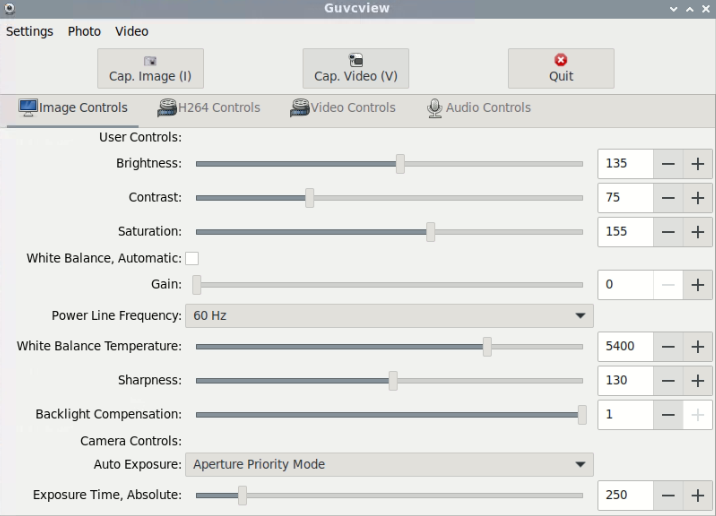 Guvcview
Settings Photo Video
Cap. Image (I) Cap. Video (V) Quit
Image Controls H264 Controls Video Controls Audio Controls
User Controls:
Brightness: 135
Contrast: 75
Saturation: 155
White Balance, Automatic:
Gain: 0
Power Line Frequency: 60 Hz
White Balance Temperature: 5400
Sharpness: 130
Backlight Compensation: 1
Camera Controls:
Auto Exposure: Aperture Priority Mode
Exposure Time, Absolute: 250